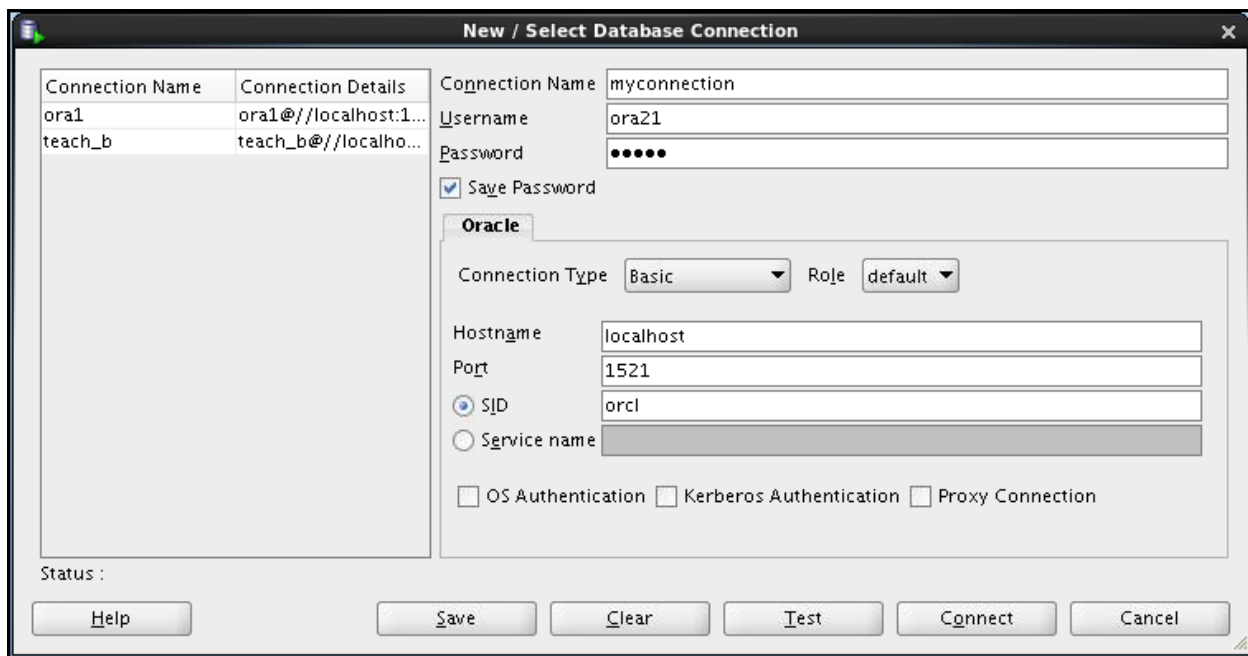 New / Select Database Connection
Connection Name Connection Details
ora1 ora1@//localhost:1...
teach_b teach_b@//localho...
Connection Name myconnection
Username ora21
Password •••••
Save Password
Oracle
Connection Type Basic Role default
Hostname localhost
Port 1521
SID orcl
Service name
OS Authentication Kerberos Authentication Proxy Connection
Status :
Help Save Clear Test Connect Cancel